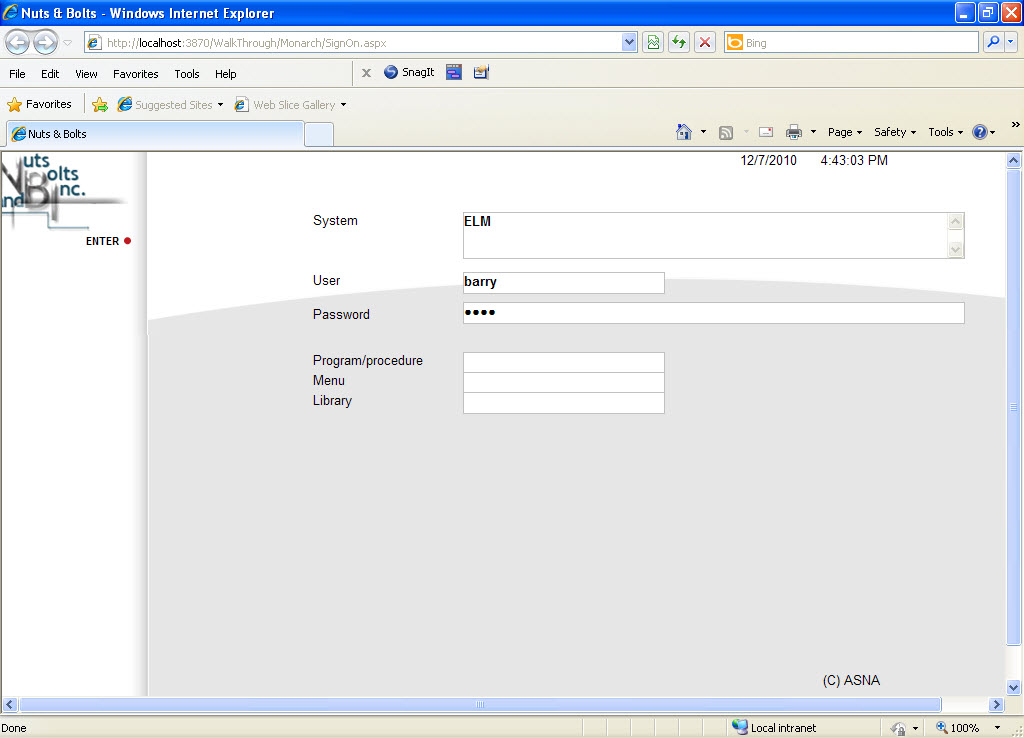 Nuts & Bolts - Windows Internet Explorer
http://localhost:3870/WalkThrough/Monarch/SignOn.aspx
Bing
File Edit View Favorites Tools Help
x SnagIt
Favorites Suggested Sites Web Slice Gallery
Nuts & Bolts
Page Safety Tools »
Nuts
Bolts
and
Inc.
12/7/2010 4:43:03 PM
ENTER
System ELM
User barry
Password ••••
Program/procedure
Menu
Library
(C) ASNA
Done Local intranet 100%